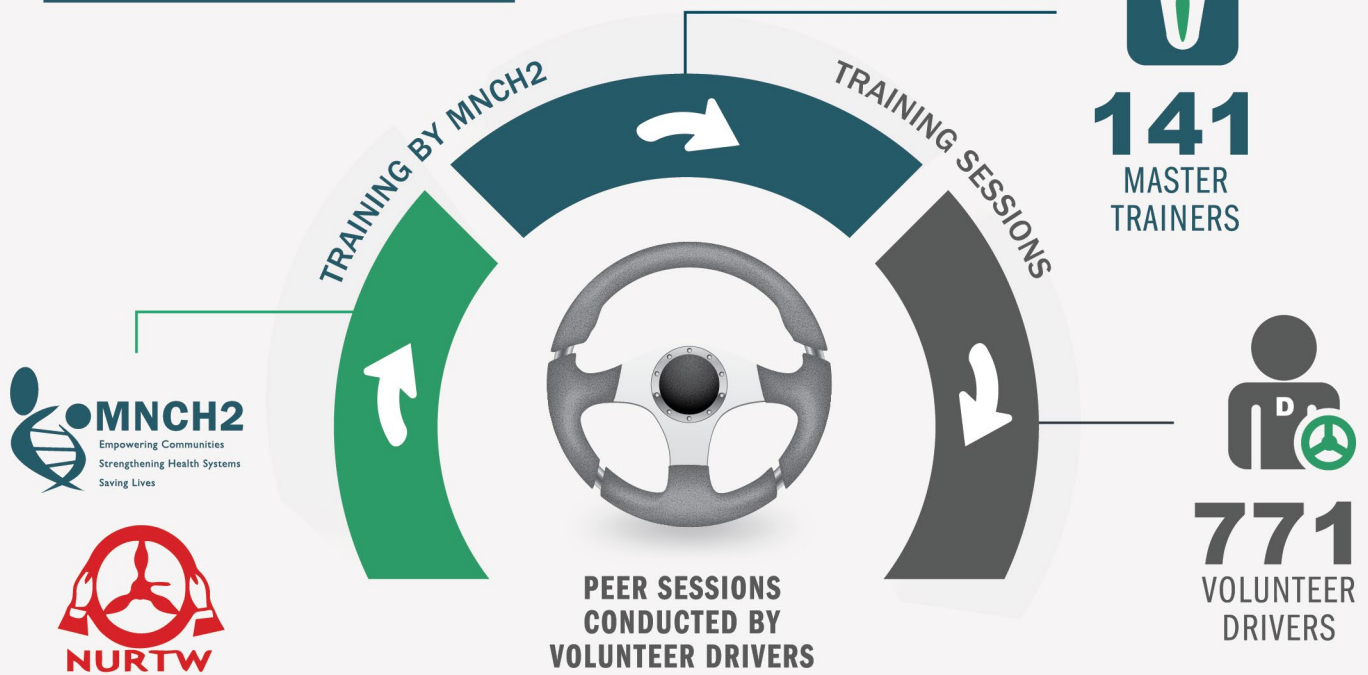 TRAINING BY MNCH2
TRAINING SESSIONS
141
MASTER
TRAINERS
MNCH2
Empowering Communities
Strengthening Health Systems
Saving Lives
D
771
VOLUNTEER
DRIVERS
NURTW
PEER SESSIONS
CONDUCTED BY
VOLUNTEER DRIVERS